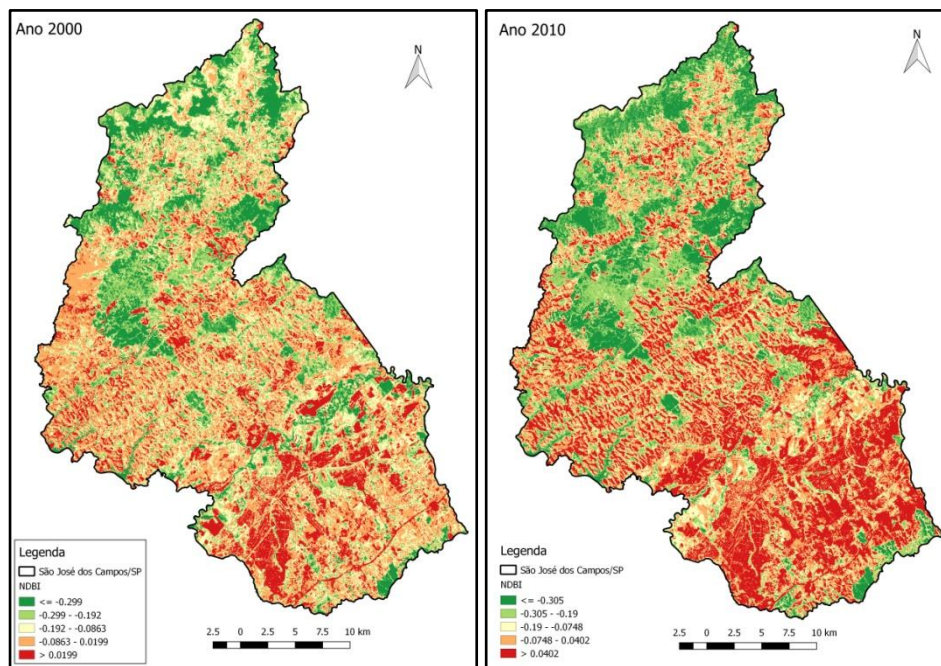 Ano 2000
N
Legenda
São José dos Campos/SP
NDBI
<= -0.299
-0.299 - -0.192
-0.192 - -0.0863
-0.0863 - 0.0199
> 0.0199
2.5 0 2.5 5 7.5 10 km
Ano 2010
N
Legenda
São José dos Campos/SP
NDBI
<= -0.305
-0.305 - -0.19
-0.19 - -0.0748
-0.0748 - 0.0402
> 0.0402
2.5 0 2.5 5 7.5 10 km